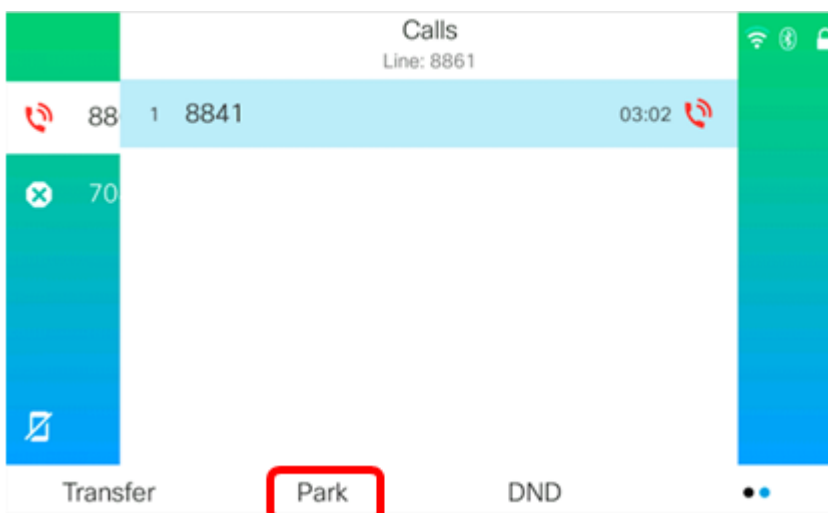 Calls
Line: 8861
88
1 8841 03:02
70
Transfer Park DND